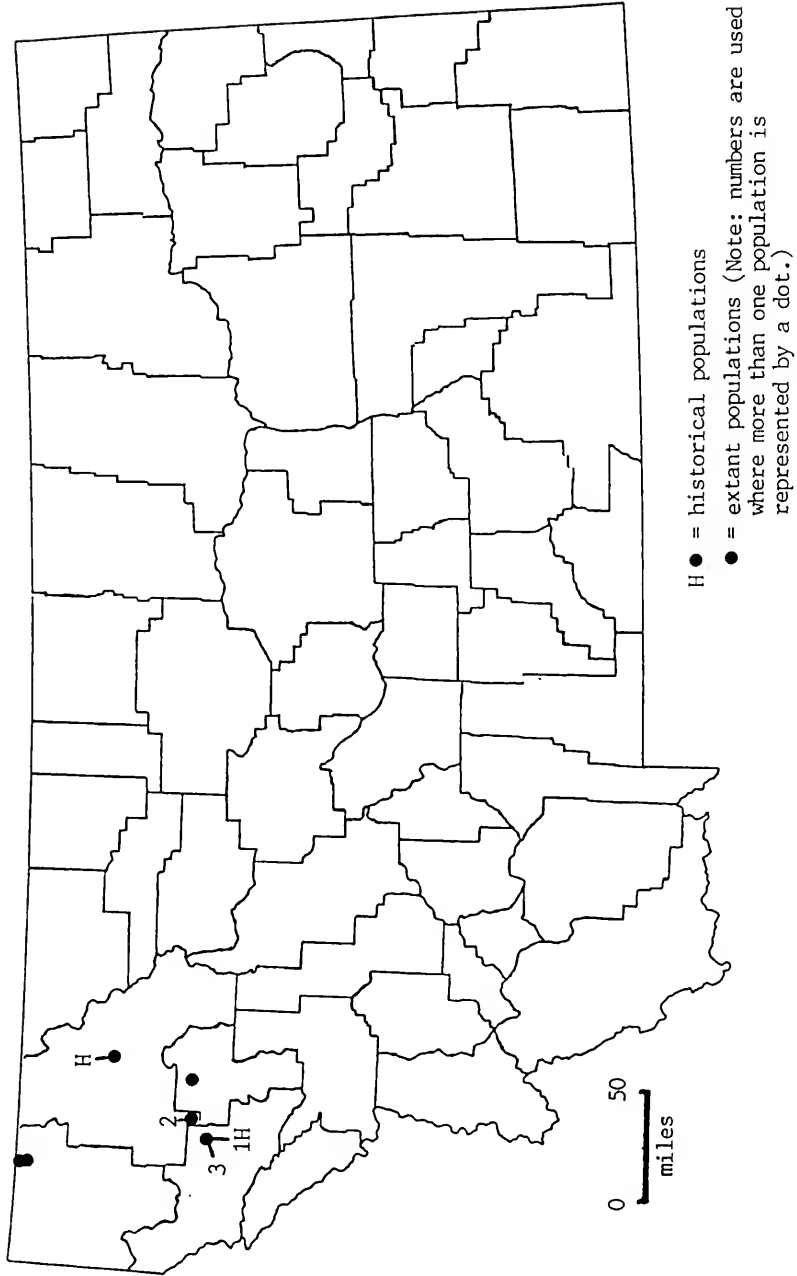 H
2
3
1H
0 50
miles
H ● = historical populations
● = extant populations (Note: numbers are used
where more than one population is
represented by a dot.)